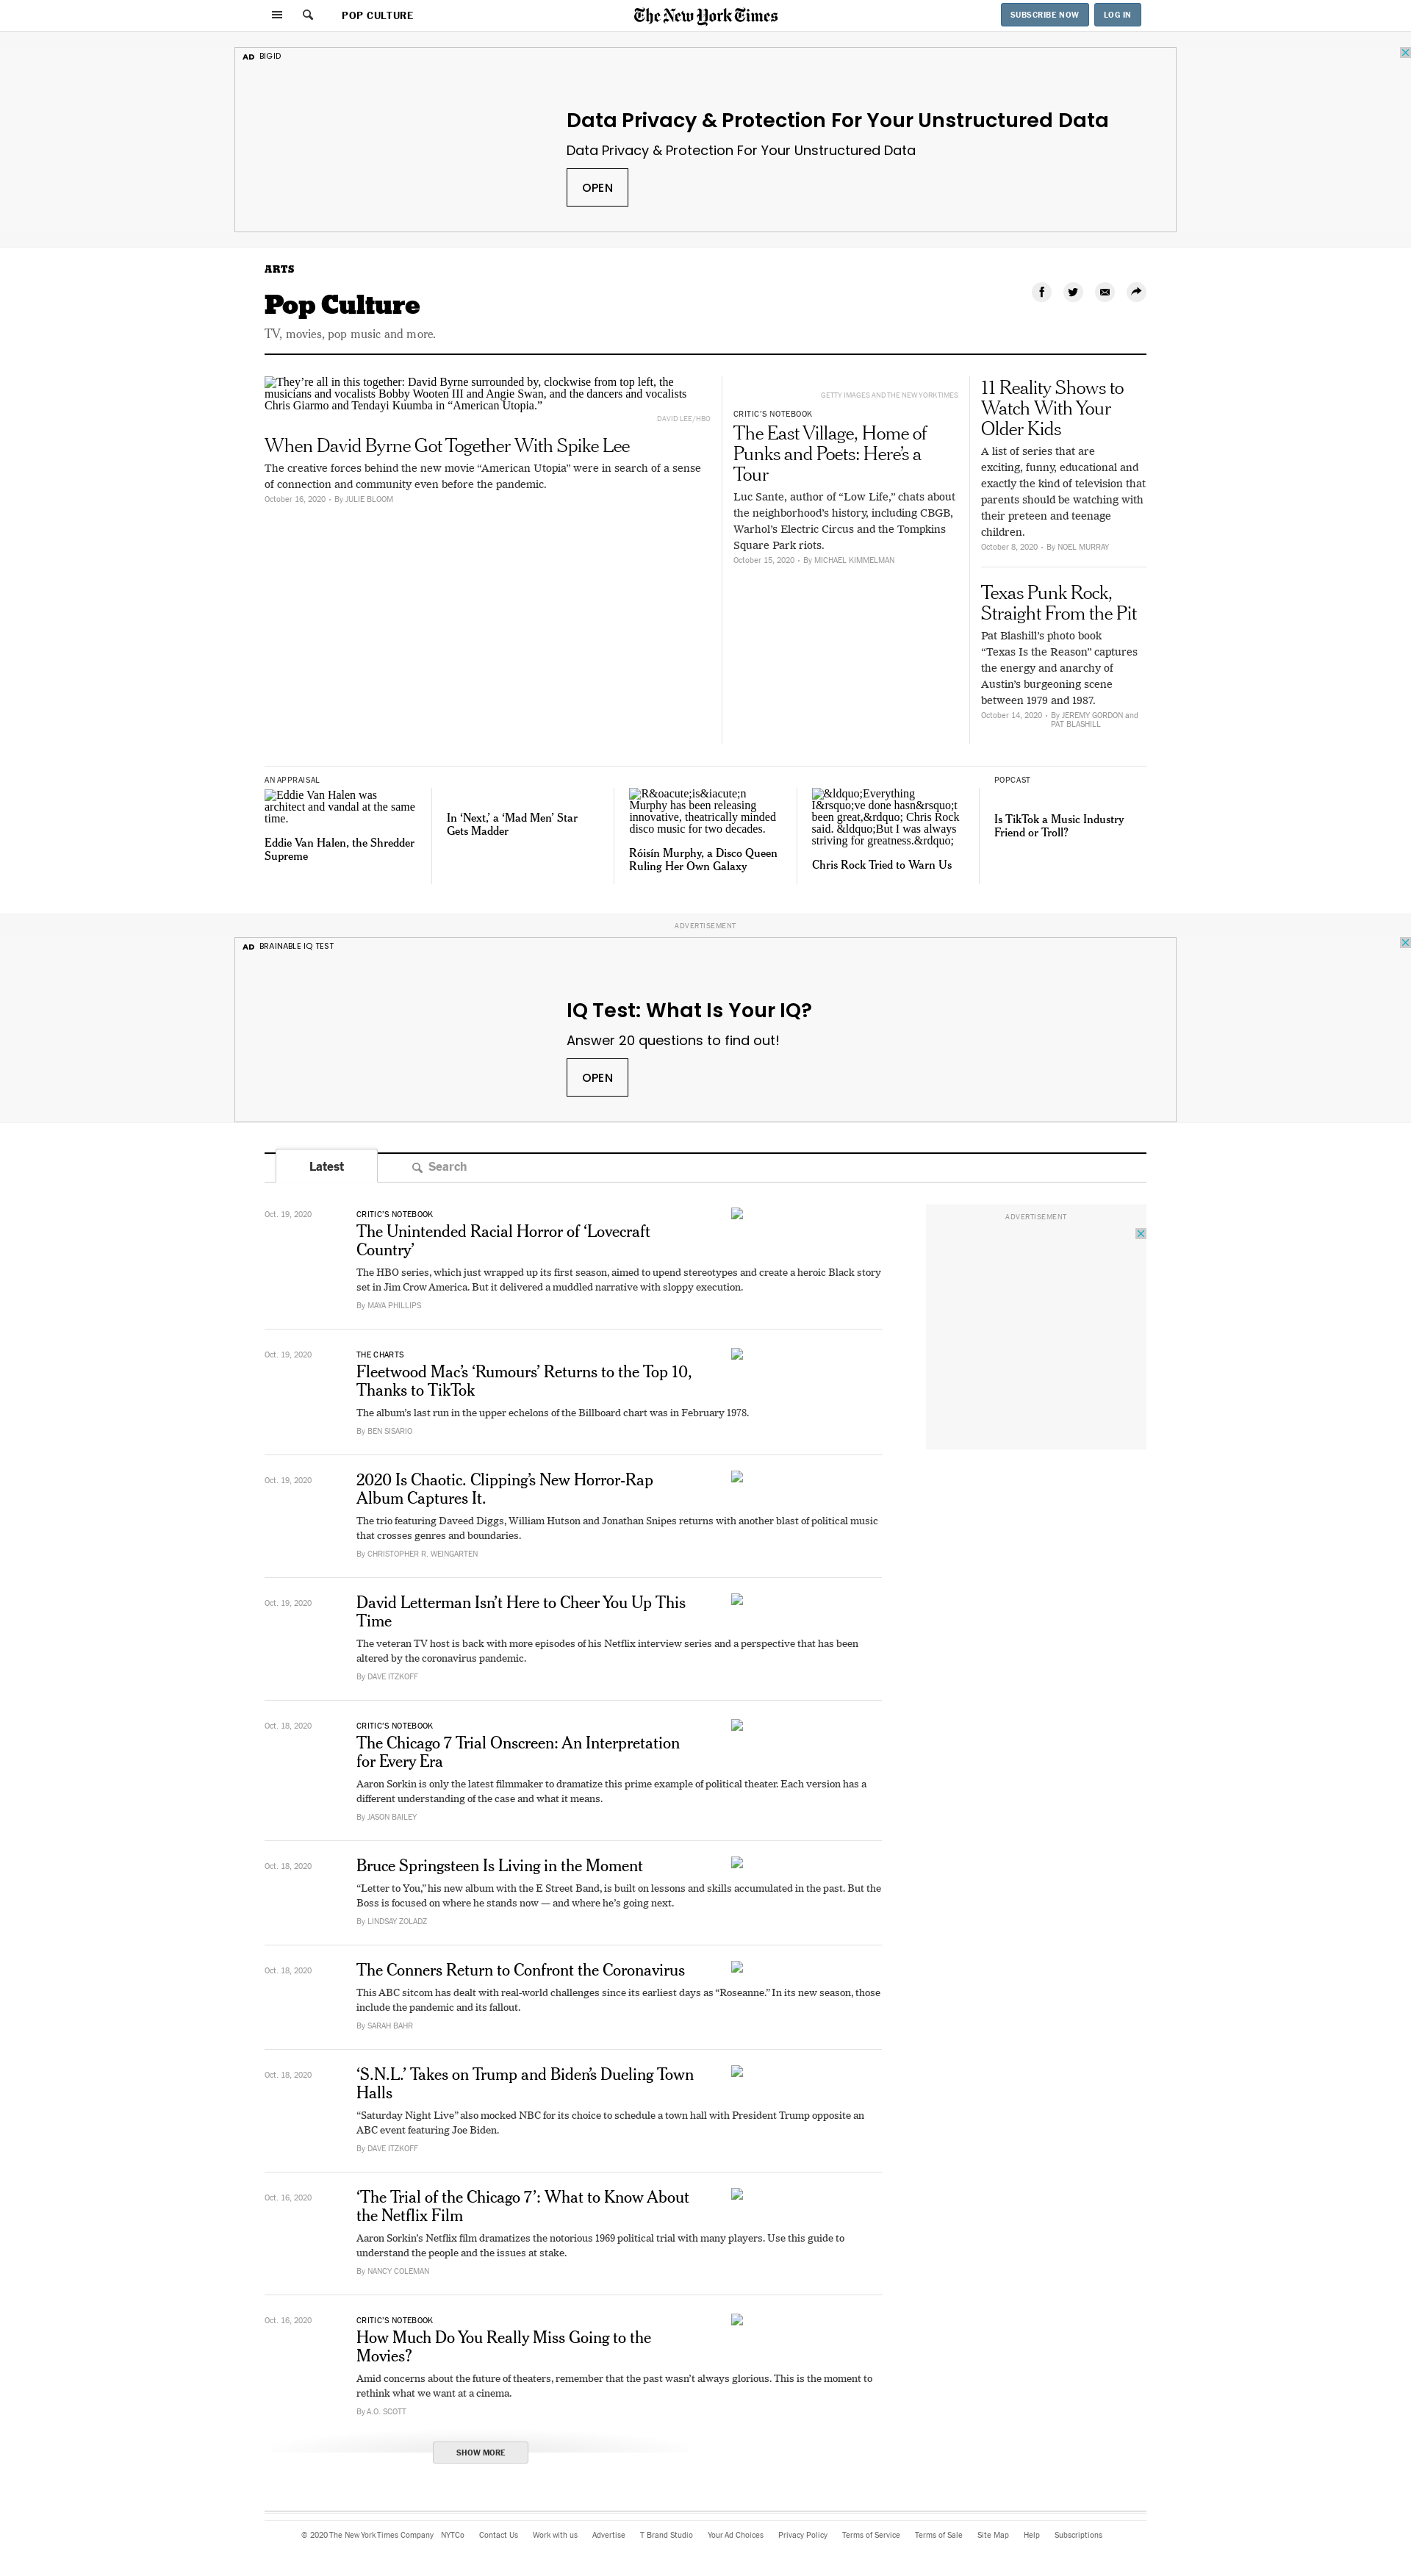 POP CULTURE
The New York Times
SUBSCRIBE NOW
LOG IN
AD BIGID
Data Privacy & Protection For Your Unstructured Data
Data Privacy & Protection For Your Unstructured Data
OPEN
ARTS
Pop Culture
TV, movies, pop music and more.
They’re all in this together: David Byrne surrounded by, clockwise from top left, the
musicians and vocalists Bobby Wooten III and Angie Swan, and the dancers and vocalists
Chris Giarmo and Tendayi Kuumba in “American Utopia.”
DAVID LEE/HBO
When David Byrne Got Together With Spike Lee
The creative forces behind the new movie “American Utopia” were in search of a sense
of connection and community even before the pandemic.
October 16, 2020 • By JULIE BLOOM
GETTY IMAGES AND THE NEW YORK TIMES
CRITIC’S NOTEBOOK
The East Village, Home of
Punks and Poets: Here’s a
Tour
Luc Sante, author of “Low Life,” chats about
the neighborhood’s history, including CBGB,
Warhol’s Electric Circus and the Tompkins
Square Park riots.
October 15, 2020 • By MICHAEL KIMMELMAN
11 Reality Shows to
Watch With Your
Older Kids
A list of series that are
exciting, funny, educational and
exactly the kind of television that
parents should be watching with
their preteen and teenage
children.
October 8, 2020 • By NOEL MURRAY
Texas Punk Rock,
Straight From the Pit
Pat Blashill’s photo book
“Texas Is the Reason” captures
the energy and anarchy of
Austin’s burgeoning scene
between 1979 and 1987.
October 14, 2020 • By JEREMY GORDON and
PAT BLASHILL
AN APPRAISAL
Eddie Van Halen was
architect and vandal at the same
time.
Eddie Van Halen, the Shredder
Supreme
In ‘Next,’ a ‘Mad Men’ Star
Gets Madder
R&oacute;is&iacute;n
Murphy has been releasing
innovative, theatrically minded
disco music for two decades.
Róisín Murphy, a Disco Queen
Ruling Her Own Galaxy
&ldquo;Everything
I&rsquo;ve done hasn&rsquo;t
been great,&rdquo; Chris Rock
said. &ldquo;But I was always
striving for greatness.&rdquo;
Chris Rock Tried to Warn Us
POPCAST
Is TikTok a Music Industry
Friend or Troll?
ADVERTISEMENT
AD BRAINABLE IQ TEST
IQ Test: What Is Your IQ?
Answer 20 questions to find out!
OPEN
Latest
Search
ADVERTISEMENT
Oct. 19, 2020
CRITIC’S NOTEBOOK
The Unintended Racial Horror of ‘Lovecraft
Country’
The HBO series, which just wrapped up its first season, aimed to upend stereotypes and create a heroic Black story
set in Jim Crow America. But it delivered a muddled narrative with sloppy execution.
By MAYA PHILLIPS
Oct. 19, 2020
THE CHARTS
Fleetwood Mac’s ‘Rumours’ Returns to the Top 10,
Thanks to TikTok
The album’s last run in the upper echelons of the Billboard chart was in February 1978.
By BEN SISARIO
Oct. 19, 2020
2020 Is Chaotic. Clipping’s New Horror-Rap
Album Captures It.
The trio featuring Daveed Diggs, William Hutson and Jonathan Snipes returns with another blast of political music
that crosses genres and boundaries.
By CHRISTOPHER R. WEINGARTEN
Oct. 19, 2020
David Letterman Isn’t Here to Cheer You Up This
Time
The veteran TV host is back with more episodes of his Netflix interview series and a perspective that has been
altered by the coronavirus pandemic.
By DAVE ITZKOFF
Oct. 18, 2020
CRITIC’S NOTEBOOK
The Chicago 7 Trial Onscreen: An Interpretation
for Every Era
Aaron Sorkin is only the latest filmmaker to dramatize this prime example of political theater. Each version has a
different understanding of the case and what it means.
By JASON BAILEY
Oct. 18, 2020
Bruce Springsteen Is Living in the Moment
“Letter to You,” his new album with the E Street Band, is built on lessons and skills accumulated in the past. But the
Boss is focused on where he stands now — and where he’s going next.
By LINDSAY ZOLADZ
Oct. 18, 2020
The Conners Return to Confront the Coronavirus
This ABC sitcom has dealt with real-world challenges since its earliest days as “Roseanne.” In its new season, those
include the pandemic and its fallout.
By SARAH BAHR
Oct. 18, 2020
‘S.N.L.’ Takes on Trump and Biden’s Dueling Town
Halls
“Saturday Night Live” also mocked NBC for its choice to schedule a town hall with President Trump opposite an
ABC event featuring Joe Biden.
By DAVE ITZKOFF
Oct. 16, 2020
‘The Trial of the Chicago 7’: What to Know About
the Netflix Film
Aaron Sorkin’s Netflix film dramatizes the notorious 1969 political trial with many players. Use this guide to
understand the people and the issues at stake.
By NANCY COLEMAN
Oct. 16, 2020
CRITIC’S NOTEBOOK
How Much Do You Really Miss Going to the
Movies?
Amid concerns about the future of theaters, remember that the past wasn’t always glorious. This is the moment to
rethink what we want at a cinema.
By A.O. SCOTT
SHOW MORE
© 2020 The New York Times Company NYTCo Contact Us Work with us Advertise T Brand Studio Your Ad Choices Privacy Policy Terms of Service Terms of Sale Site Map Help Subscriptions